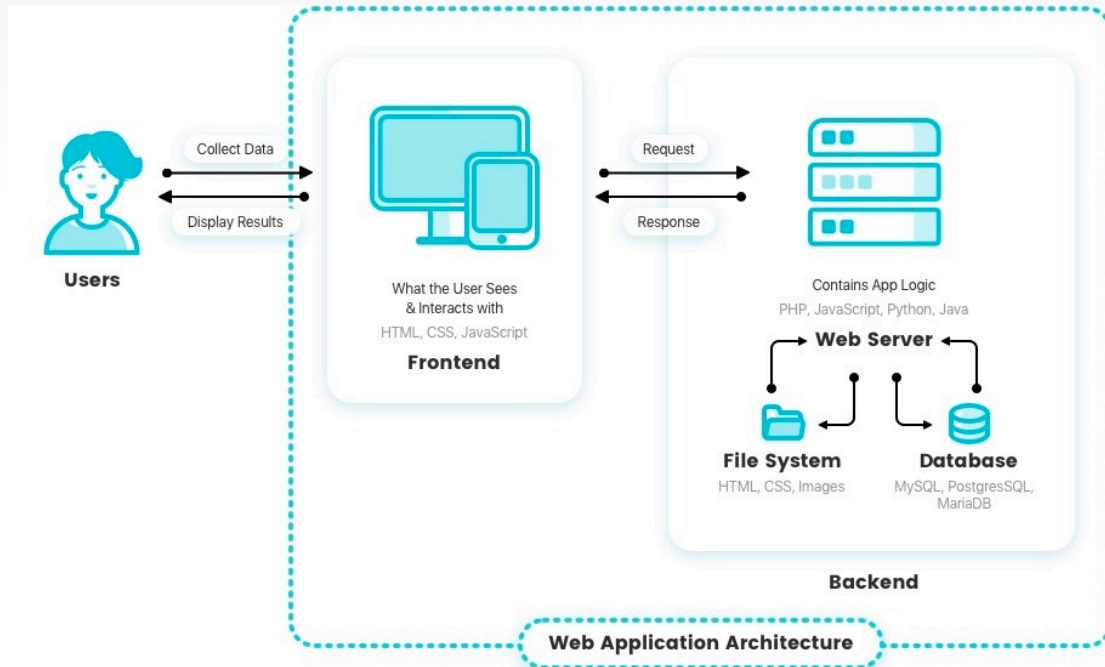 Collect Data
Display Results
Users
What the User Sees
& Interacts with
HTML, CSS, JavaScript
Frontend
Request
Response
Contains App Logic
PHP, JavaScript, Python, Java
Web Server
File System
HTML, CSS, Images
Database
MySQL, PostgresSQL,
MariaDB
Backend
Web Application Architecture